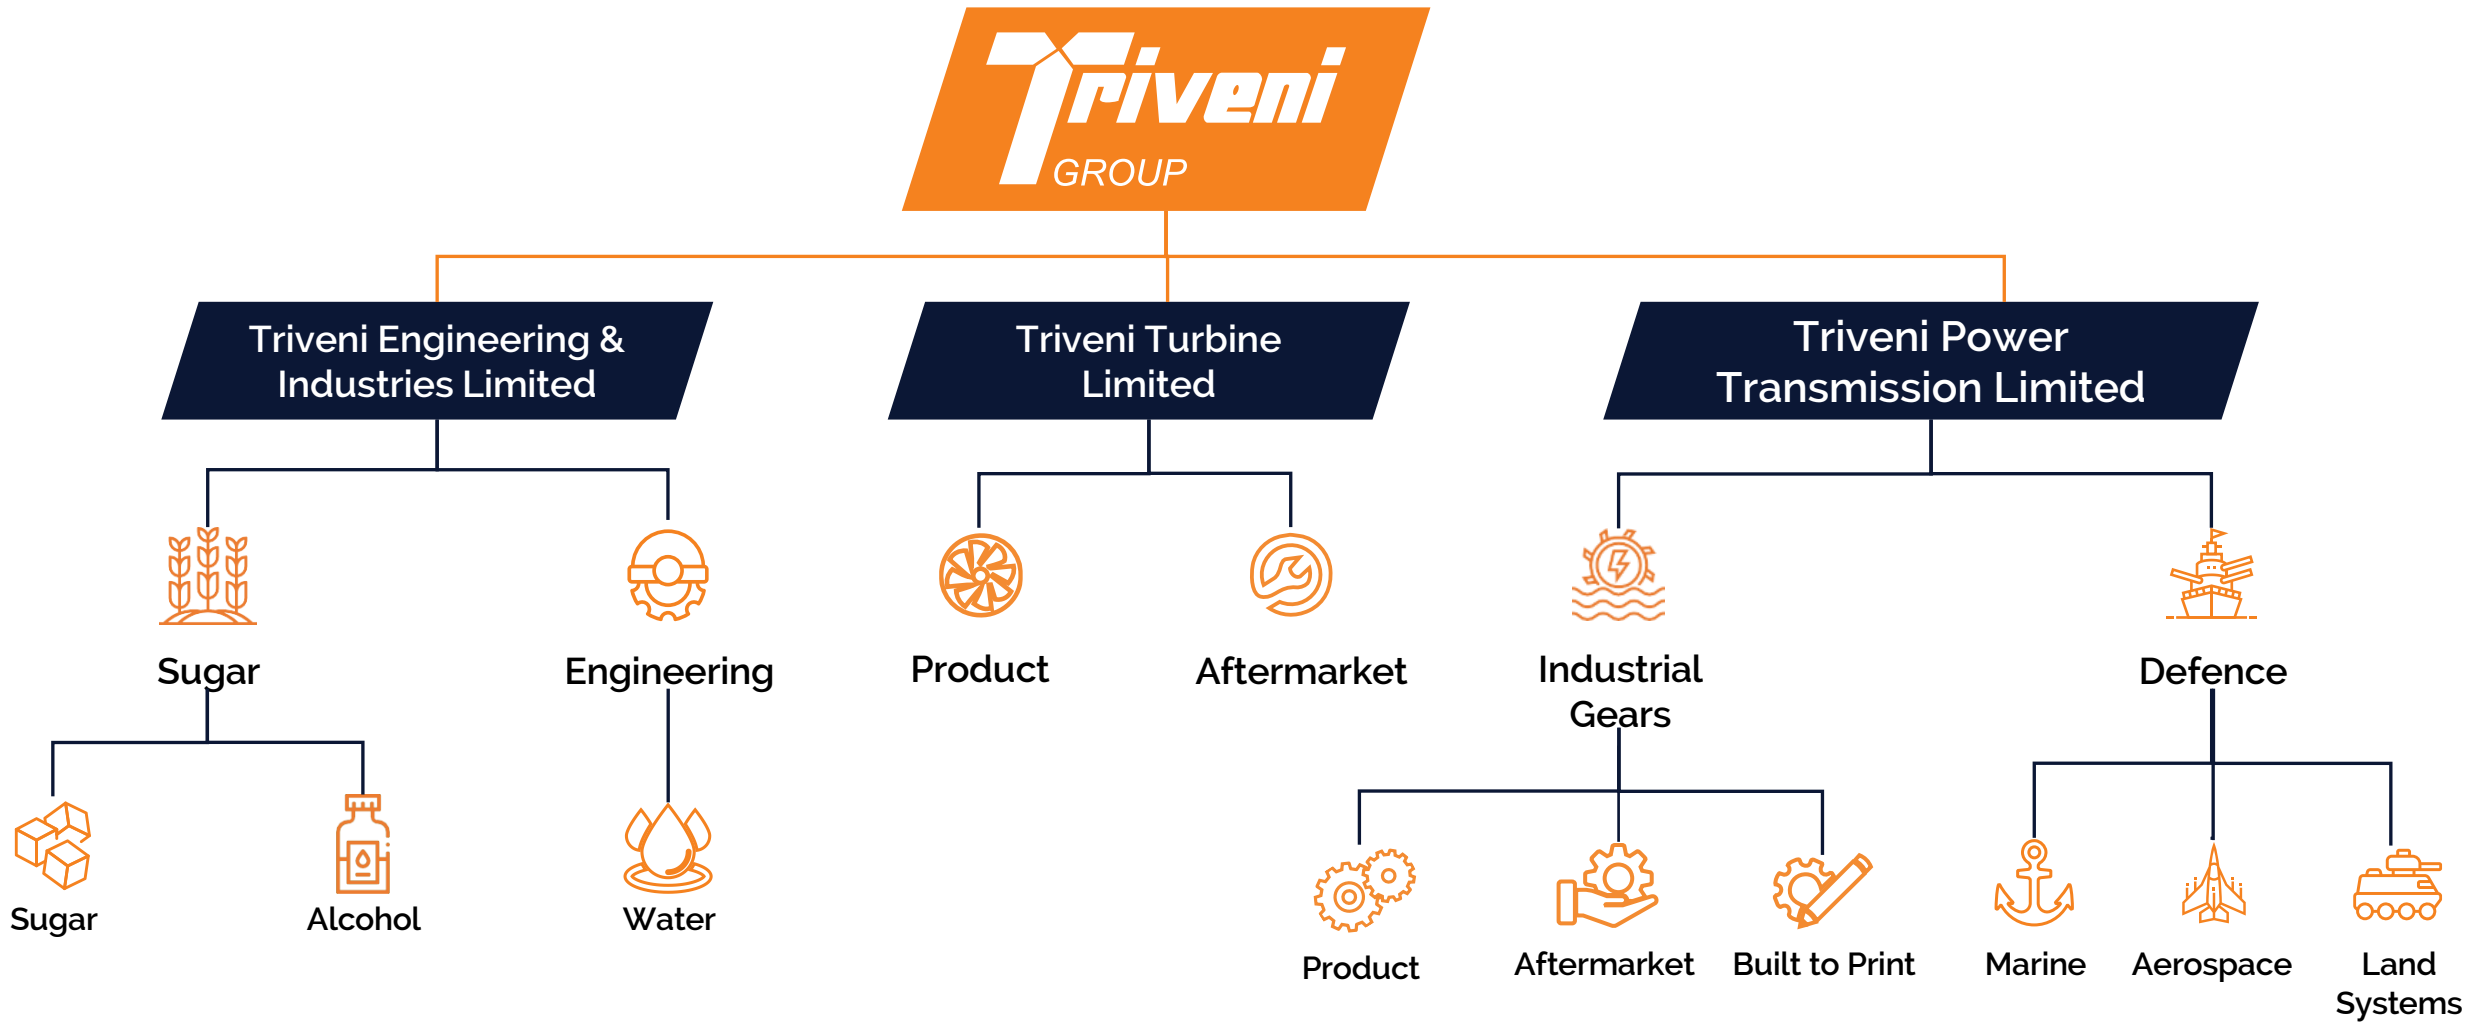 Triveni
GROUP
Triveni Engineering &
Industries Limited
Triveni Turbine
Limited
Triveni Power
Transmission Limited
Sugar
Engineering
Product
Aftermarket
Industrial
Gears
Defence
Sugar
Alcohol
Water
Product
Aftermarket
Built to Print
Marine
Aerospace
Land
Systems